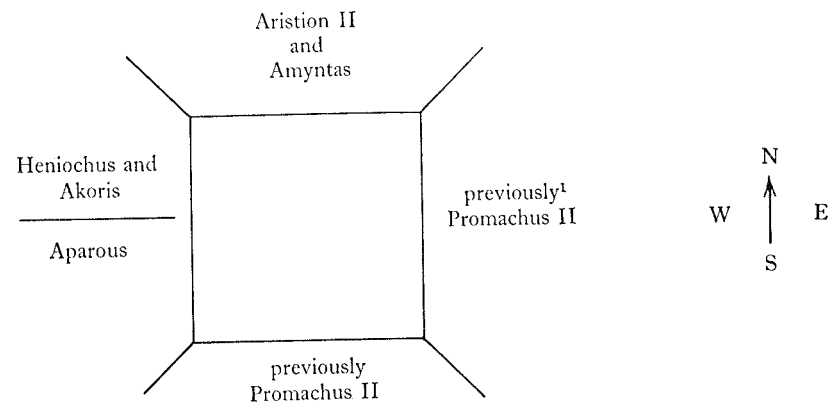 Aristion II
and
Amyntas
Heniochus and
Akoris
Aparous
previously¹
Promachus II
previously
Promachus II
N
W E
S